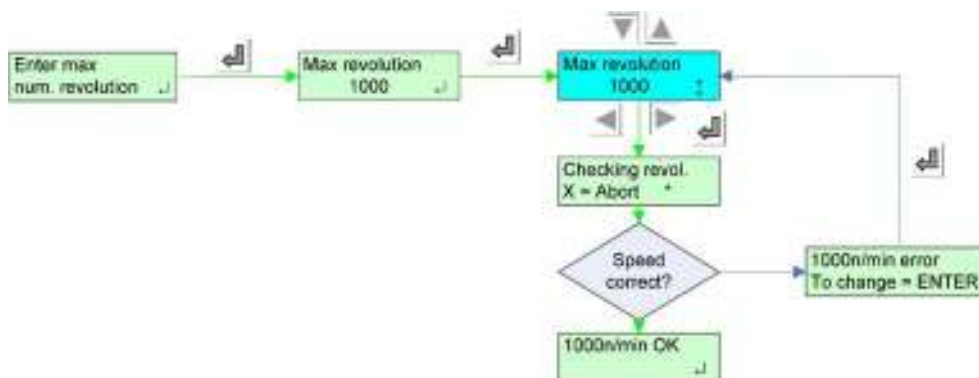 Enter max
num. revolution
Max revolution
1000
Max revolution
1000
Checking revol.
X = Abort *
Speed
correct?
1000n/min error
To change = ENTER
1000n/min OK